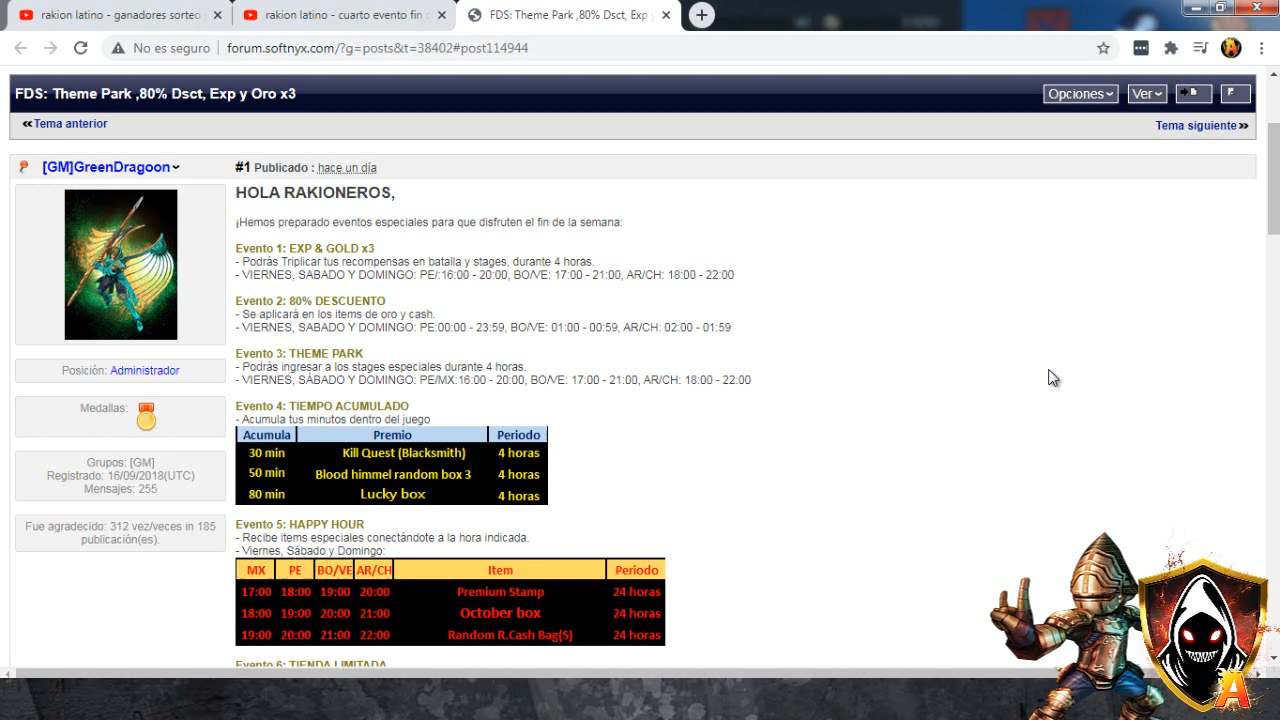 rakion latino - ganadores sorteo
rakion latino - cuarto evento fin d
FDS: Theme Park ,80% Dsct, Exp y
No es seguro
forum.softnyx.com/?g=posts&t=38402#post114944
FDS: Theme Park ,80% Dsct, Exp y Oro x3
Opciones
Ver
Tema anterior
Tema siguiente
[GM]GreenDragoon
#1 Publicado : hace un día
HOLA RAKIONEROS,
¡Hemos preparado eventos especiales para que disfruten el fin de la semana:
Evento 1: EXP & GOLD x3
- Podrás Triplicar tus recompensas en batalla y stages, durante 4 horas.
- VIERNES, SABADO Y DOMINGO: PE/:16:00 - 20:00, BO/VE: 17:00 - 21:00, AR/CH: 18:00 - 22:00
Evento 2: 80% DESCUENTO
- Se aplicará en los items de oro y cash.
- VIERNES, SABADO Y DOMINGO: PE:00:00 - 23:59, BO/VE: 01:00 - 00:59, AR/CH: 02:00 - 01:59
Evento 3: THEME PARK
- Podrás ingresar a los stages especiales durante 4 horas.
- VIERNES, SÁBADO Y DOMINGO: PE/MX:16:00 - 20:00, BO/VE: 17:00 - 21:00, AR/CH: 18:00 - 22:00
Posición: Administrador
Medallas:
Grupos: [GM]
Registrado: 16/09/2018(UTC)
Mensajes: 255
Fue agradecido: 312 vez/veces in 185
publicación(es).
Evento 4: TIEMPO ACUMULADO
- Acumula tus minutos dentro del juego
Acumula Premio Periodo
30 min Kill Quest (Blacksmith) 4 horas
50 min Blood himmel random box 3 4 horas
80 min Lucky box 4 horas
Evento 5: HAPPY HOUR
- Recibe items especiales conectándote a la hora indicada.
- Viernes, Sábado y Domingo:
MX PE BO/VE AR/CH Item Periodo
17:00 18:00 19:00 20:00 Premium Stamp 24 horas
18:00 19:00 20:00 21:00 October box 24 horas
19:00 20:00 21:00 22:00 Random R.Cash Bag(S) 24 horas
Evento 6: TIENDA LIMITADA
A